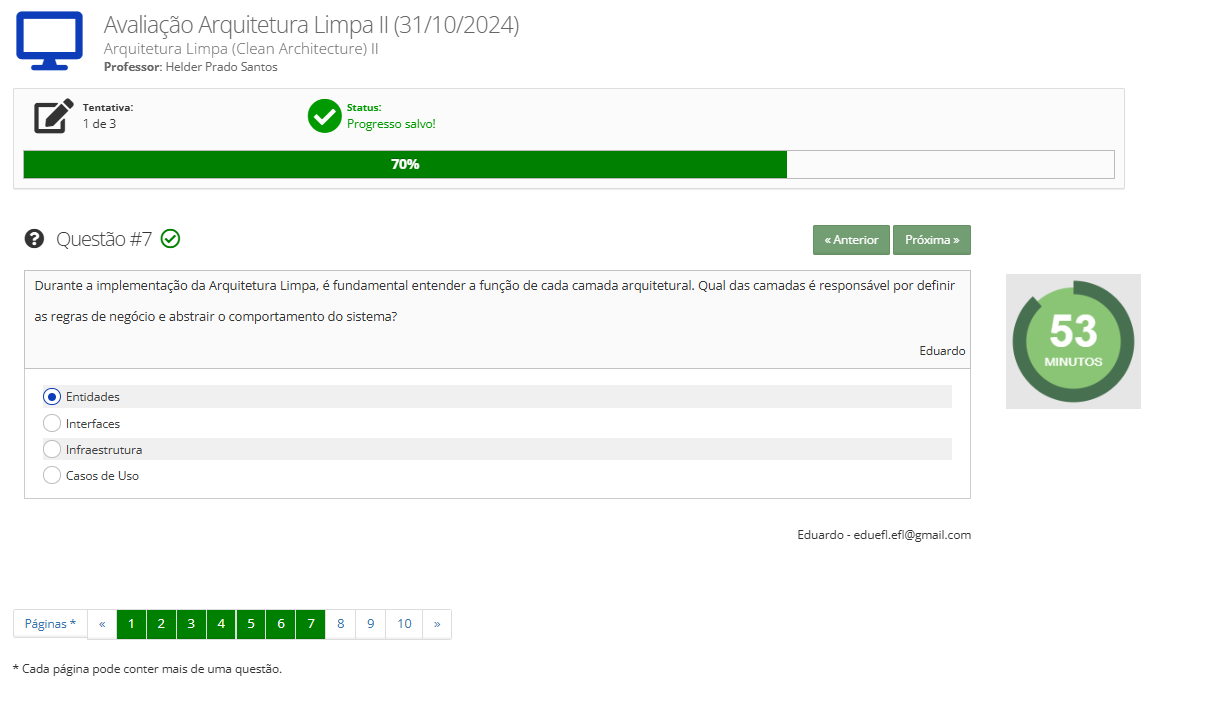 Avaliação Arquitetura Limpa II (31/10/2024)
Arquitetura Limpa (Clean Architecture) II
Professor: Helder Prado Santos
Tentativa:
1 de 3
Status:
Progresso salvo!
70%
Questão #7
« Anterior
Próxima »
Durante a implementação da Arquitetura Limpa, é fundamental entender a função de cada camada arquitetural. Qual das camadas é responsável por definir
as regras de negócio e abstrair o comportamento do sistema?
Eduardo
53
MINUTOS
Entidades
Interfaces
Infraestrutura
Casos de Uso
Eduardo - eduefl.efl@gmail.com
Páginas * « 1 2 3 4 5 6 7 8 9 10 »
* Cada página pode conter mais de uma questão.